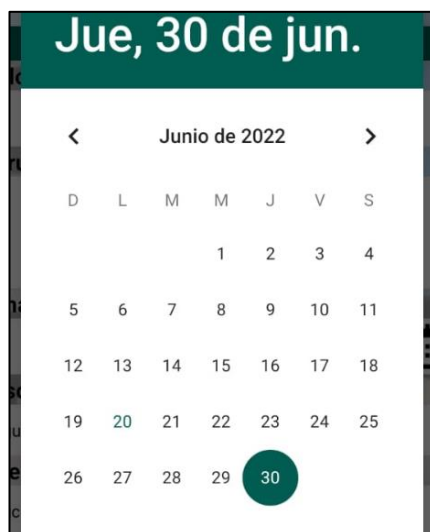 Jue, 30 de jun.
Junio de 2022
D L M M J V S
1 2 3 4
5 6 7 8 9 10 11
12 13 14 15 16 17 18
19 20 21 22 23 24 25
26 27 28 29 30